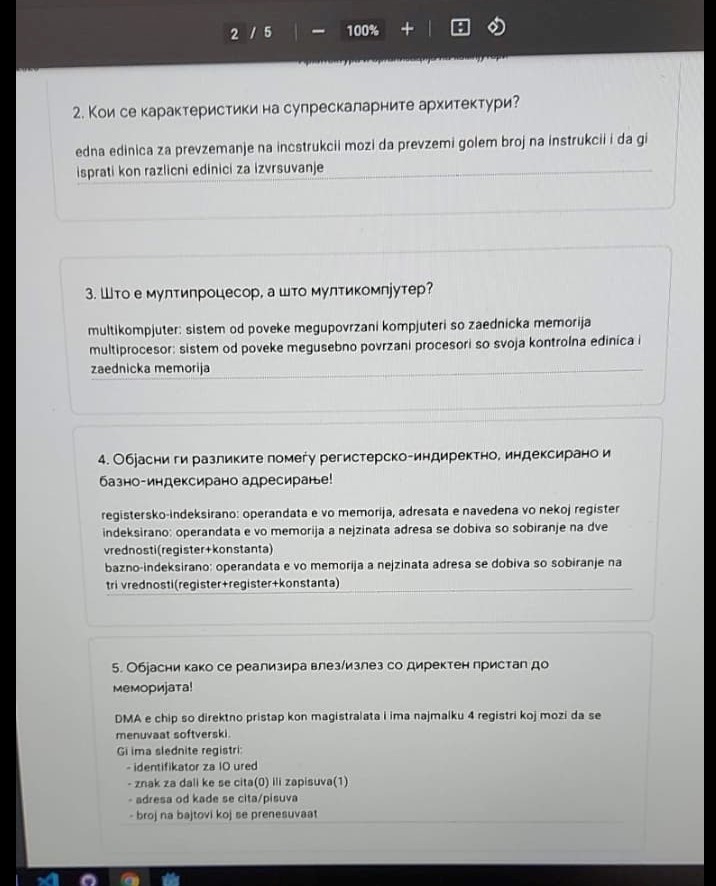 2 / 5
100%
2. Кои се карактеристики на супрескаларните архитектури?
edna edinica za prevzemanje na incstrukcii mozi da prevzemi golem broj na instrukcii i da gi
isprati kon razlicni edinici za izvrsuvanje
3. Што е мултипроцесор, а што мултикомпјутер?
multikompjuter: sistem od poveke megupovrzani kompjuteri so zaednicka memorija
multiprocesor: sistem od poveke megusebno povrzani procesori so svoja kontrolna edinica i
zaednicka memorija
4. Објасни ги разликите помеѓу регистерско-индиректно, индексирано и
базно-индексирано адресирање!
registersko-indeksirano: operandata e vo memorija, adresata e navedena vo nekoj register
indeksirano: operandata e vo memorija a nejzinata adresa se dobiva so sobiranje na dve
vrednosti(register+konstanta)
bazno-indeksirano: operandata e vo memorija a nejzinata adresa se dobiva so sobiranje na
tri vrednosti(register+register+konstanta)
5. Објасни како се реализира влез/излез со директен пристап до
меморијата!
DMA e chip so direktno pristap kon magistralata i ima najmalku 4 registri koj mozi da se
menuvaat softverski.
Gi ima slednite registri:
- identifikator za IO ured
- znak za dali ke se cita(0) ili zapisuva(1)
- adresa od kade se cita/pisuva
- broj na bajtovi koj se prenesuvaat